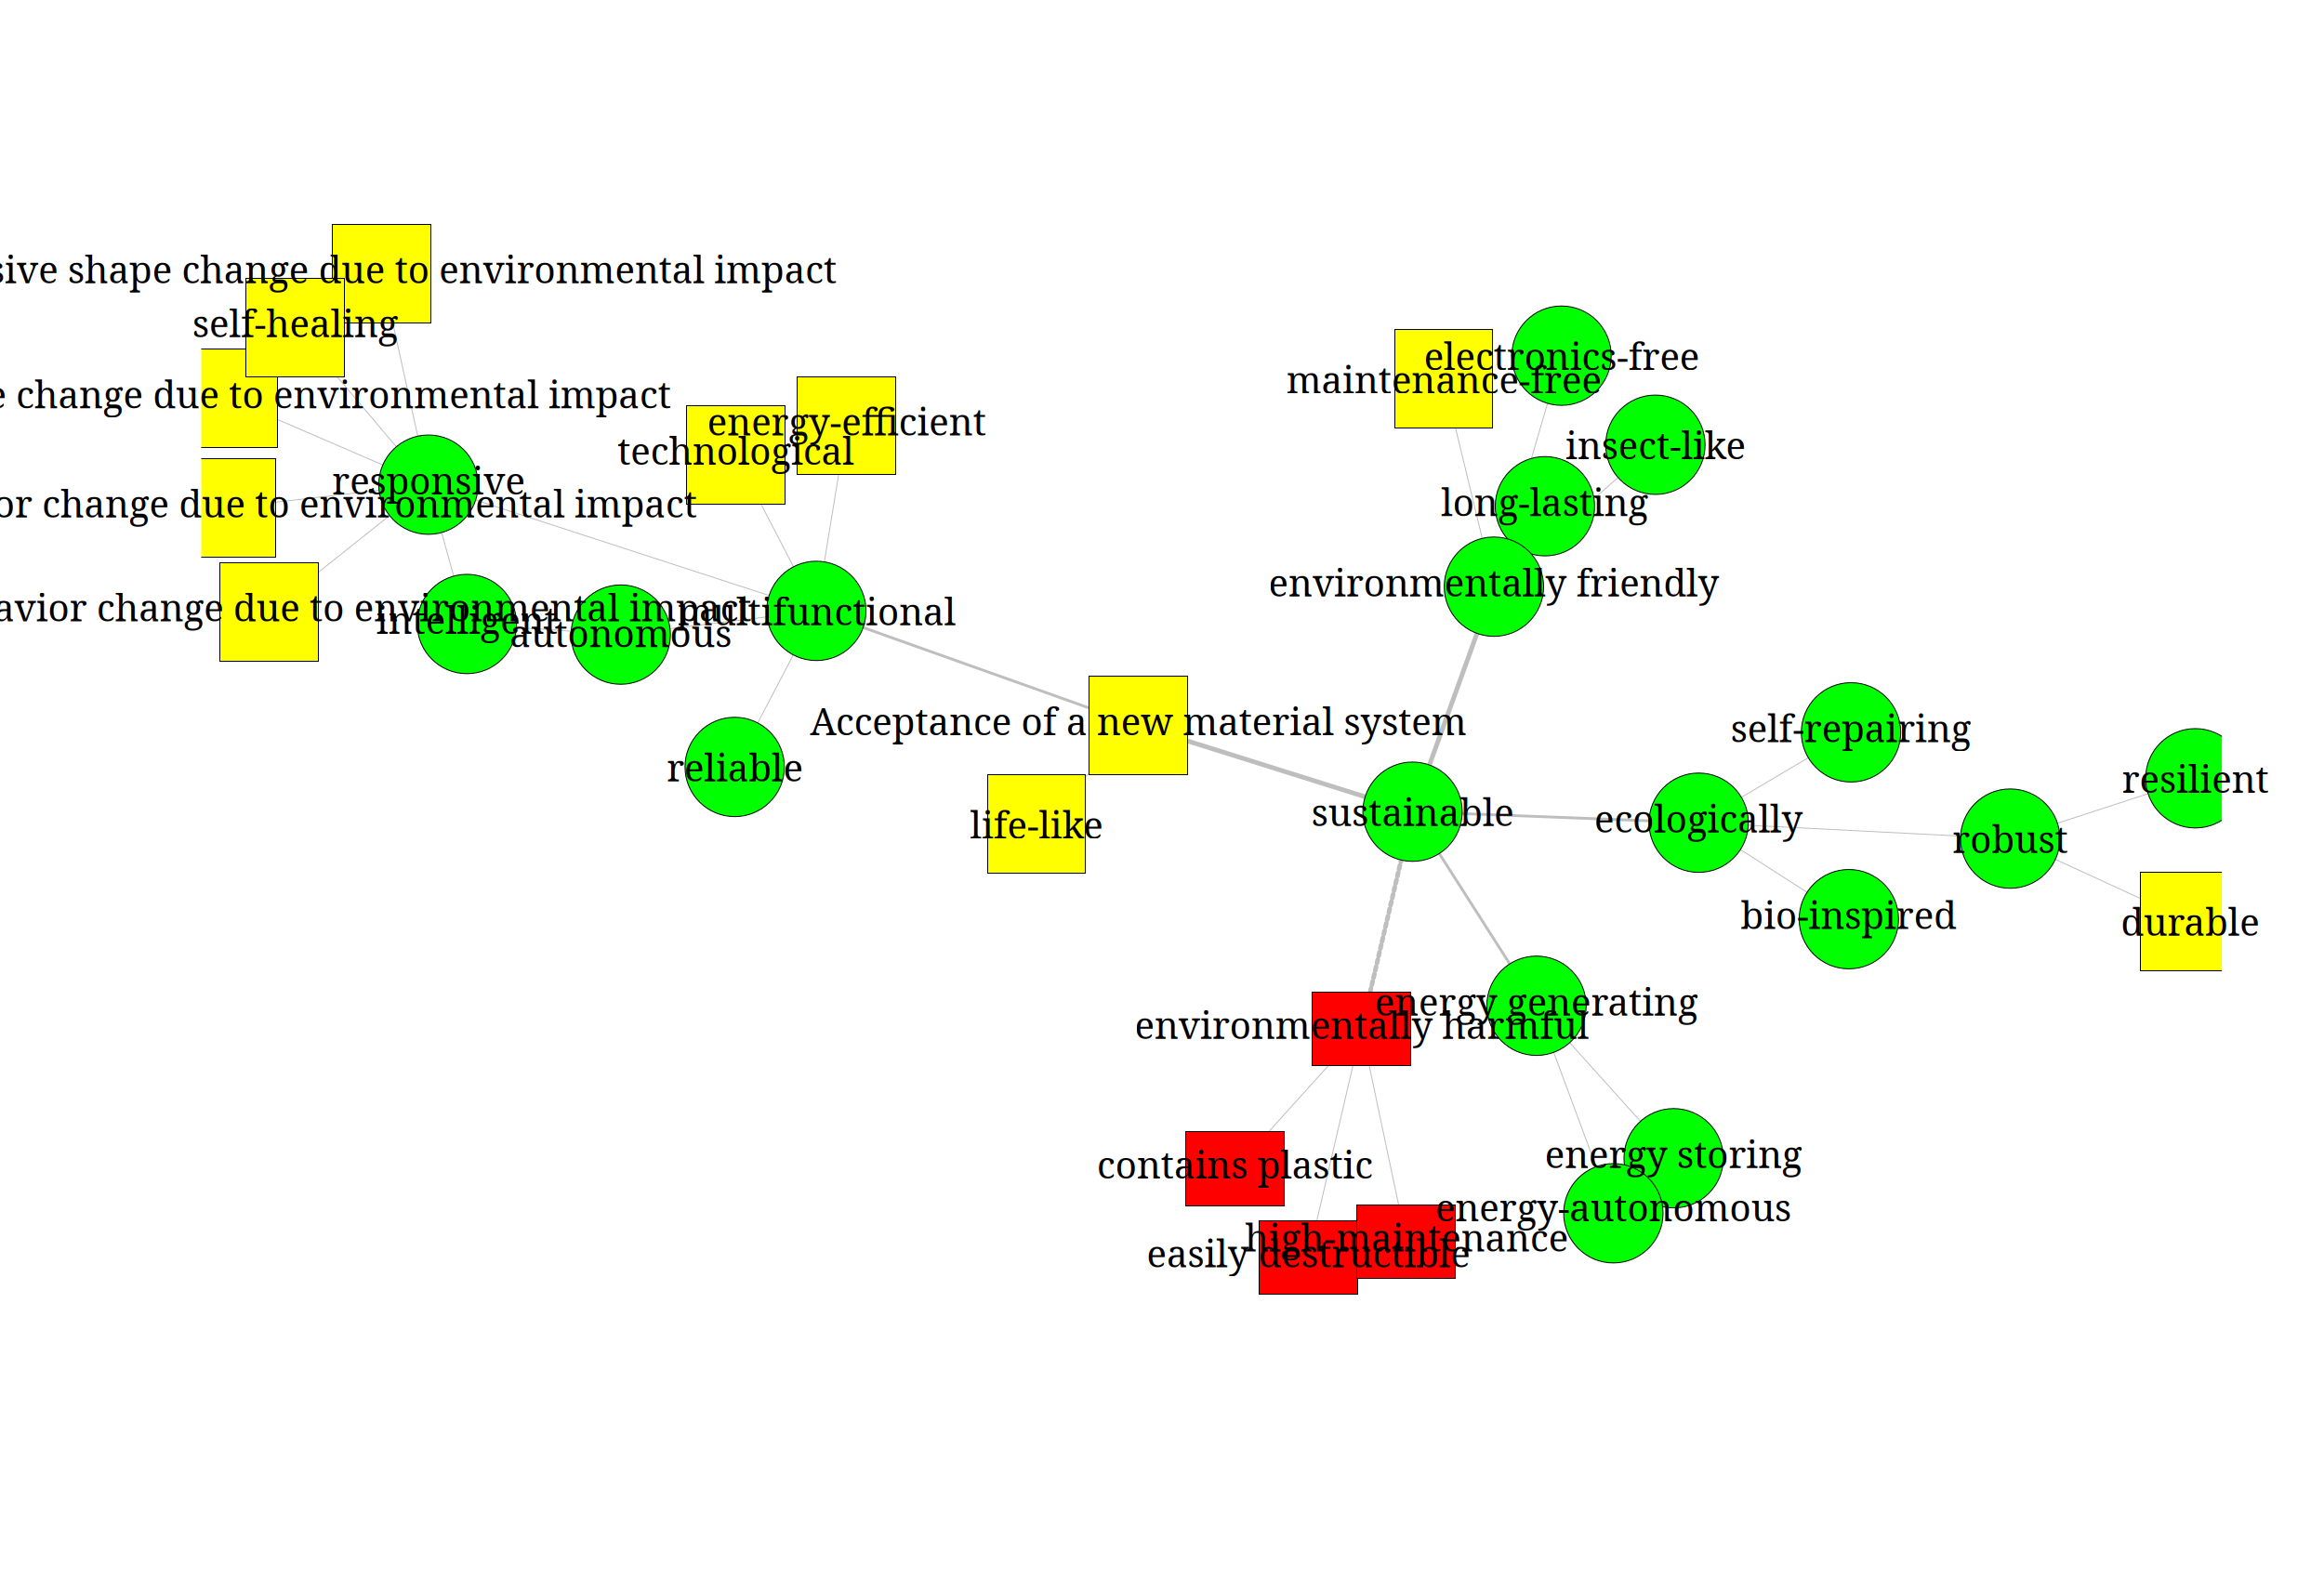 shape change due to environmental impact
self-healing
change due to environmental impact
responsive
change due to environmental impact
change due to environmental impact
intelligent
autonomous
multifunctional
technological
energy-efficient
reliable
Acceptance of a new material system
life-like
electronics-free
maintenance-free
insect-like
long-lasting
environmentally friendly
sustainable
ecologically
self-repairing
bio-inspired
robust
resilient
durable
energy generating
environmentally harmful
contains plastic
energy storing
energy-autonomous
high-maintenance
easily destructible